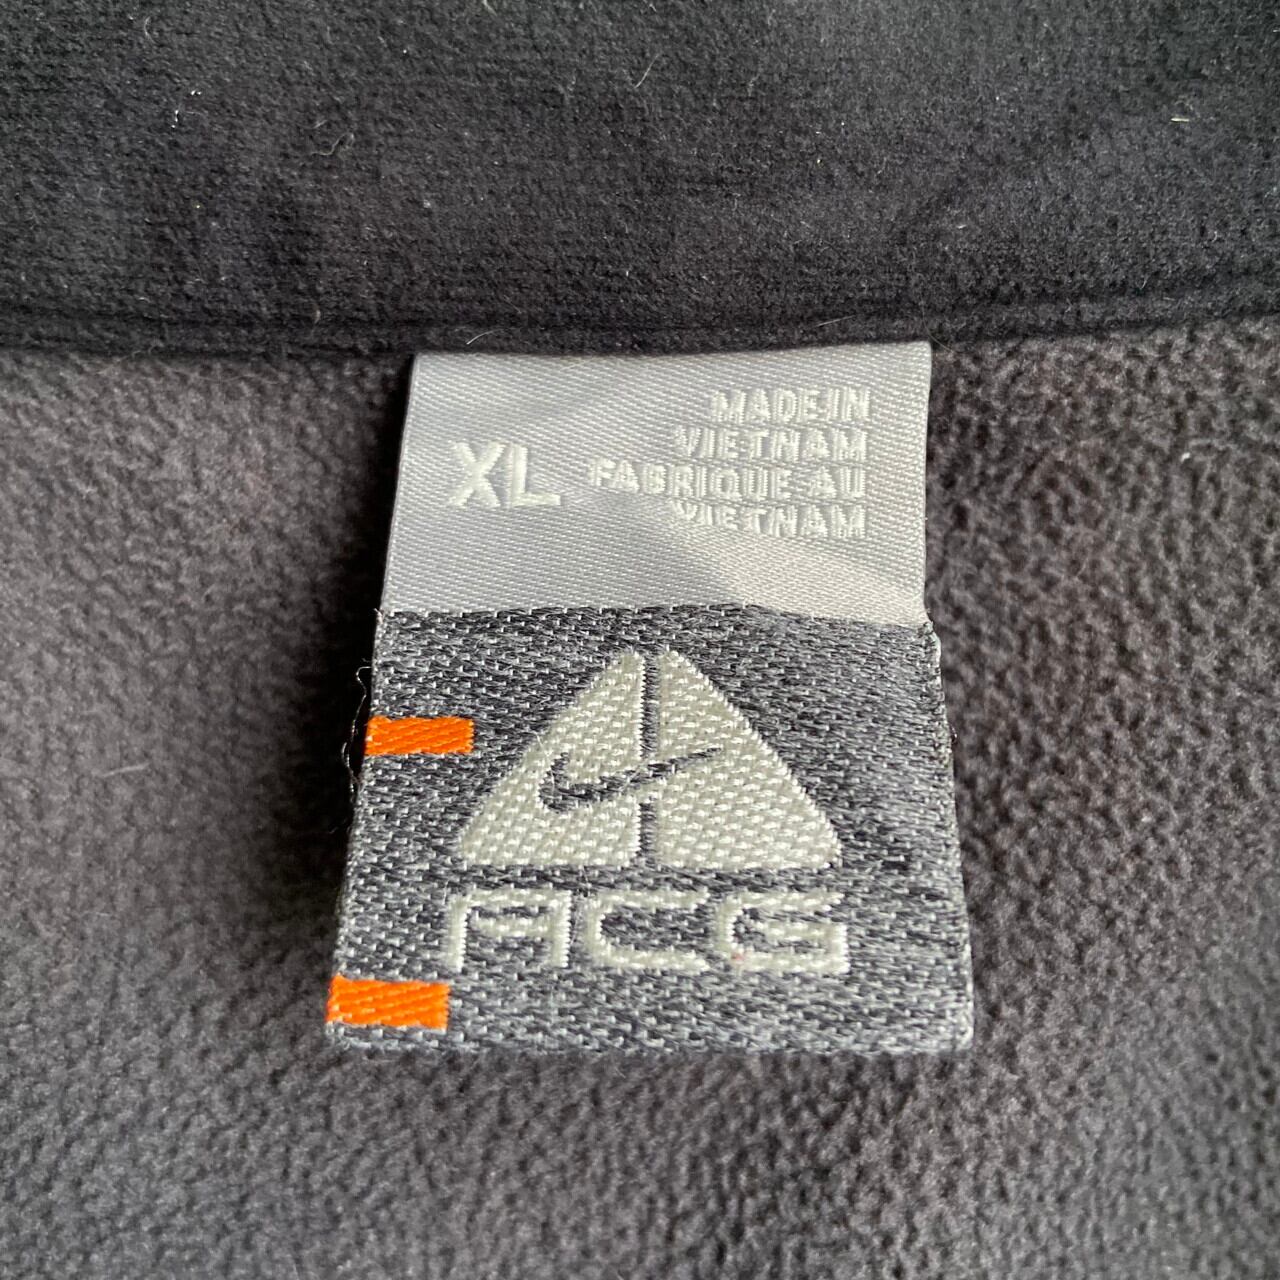 XL
MADE IN
VIETNAM
FABRIQUE AU
VIETNAM
ACG